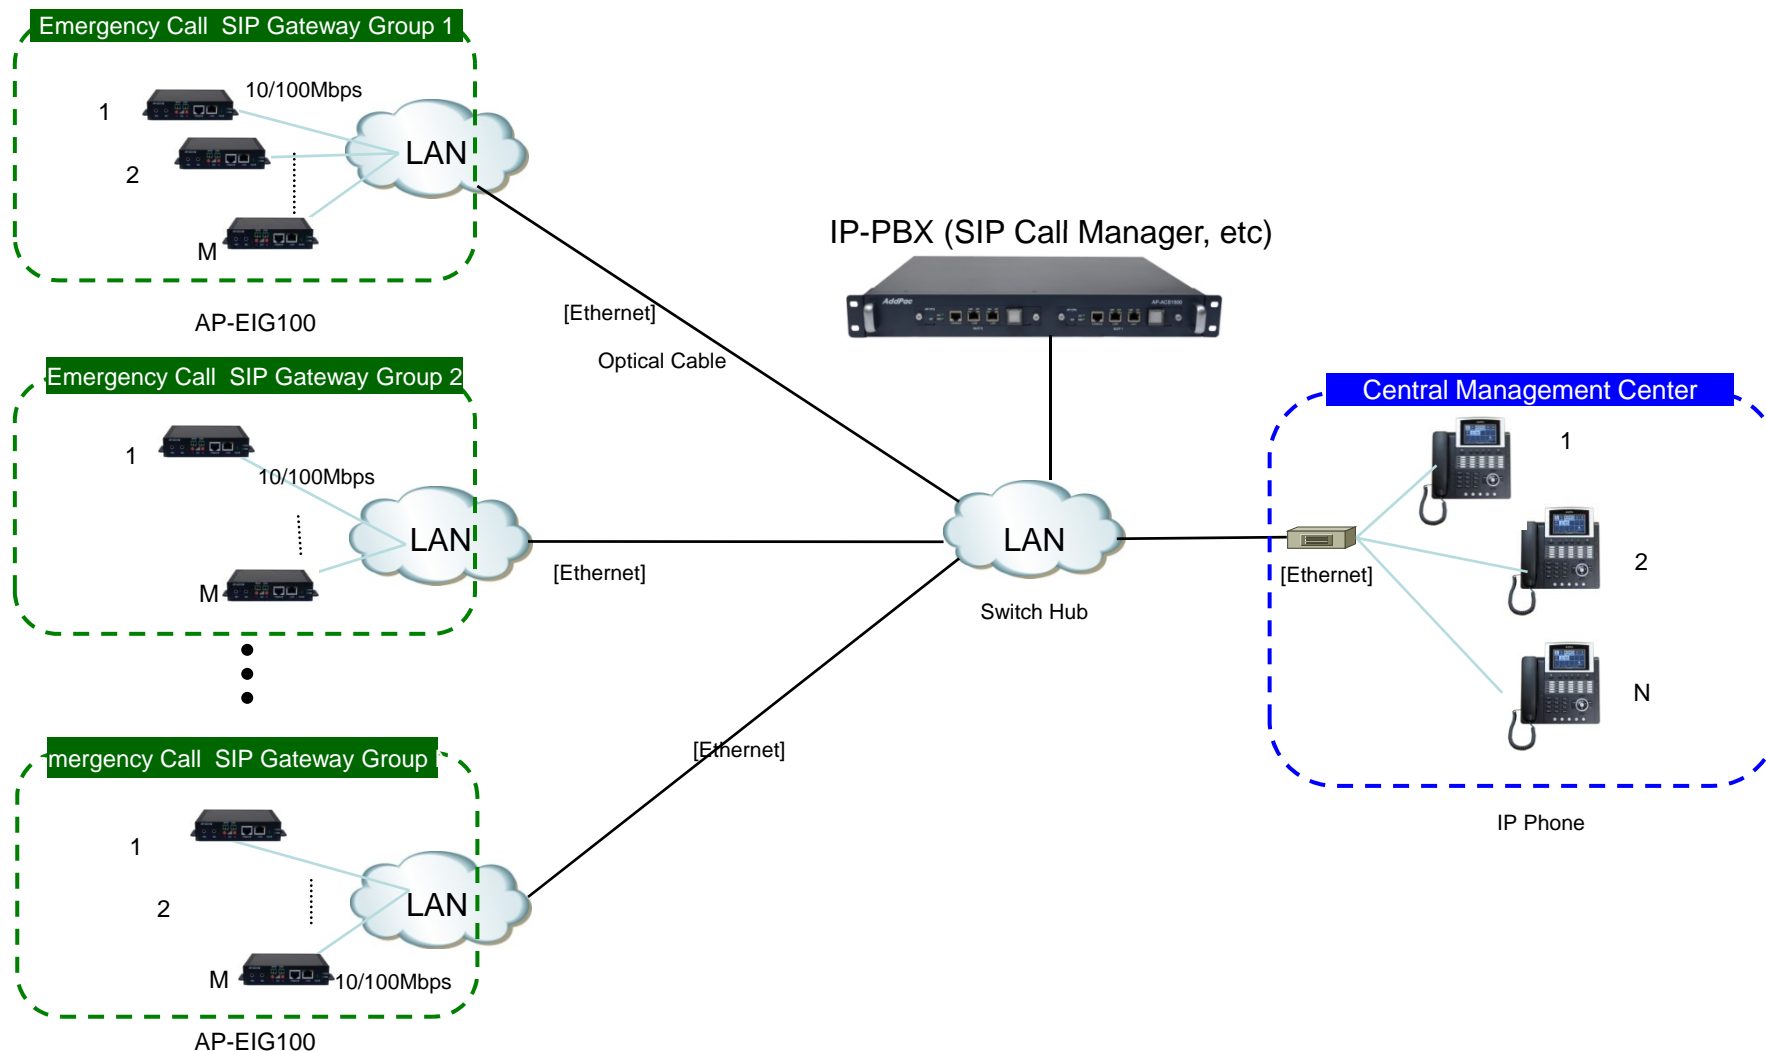 Emergency Call SIP Gateway Group 1
10/100Mbps
1
LAN
2
M
AP-EIG100
IP-PBX (SIP Call Manager, etc)
AddPac
[Ethernet]
Optical Cable
Emergency Call SIP Gateway Group 2
1
10/100Mbps
LAN
M
[Ethernet]
LAN
Switch Hub
Central Management Center
1
2
[Ethernet]
N
IP Phone
mergency Call SIP Gateway Group
[Ethernet]
1
2
LAN
M
10/100Mbps
AP-EIG100